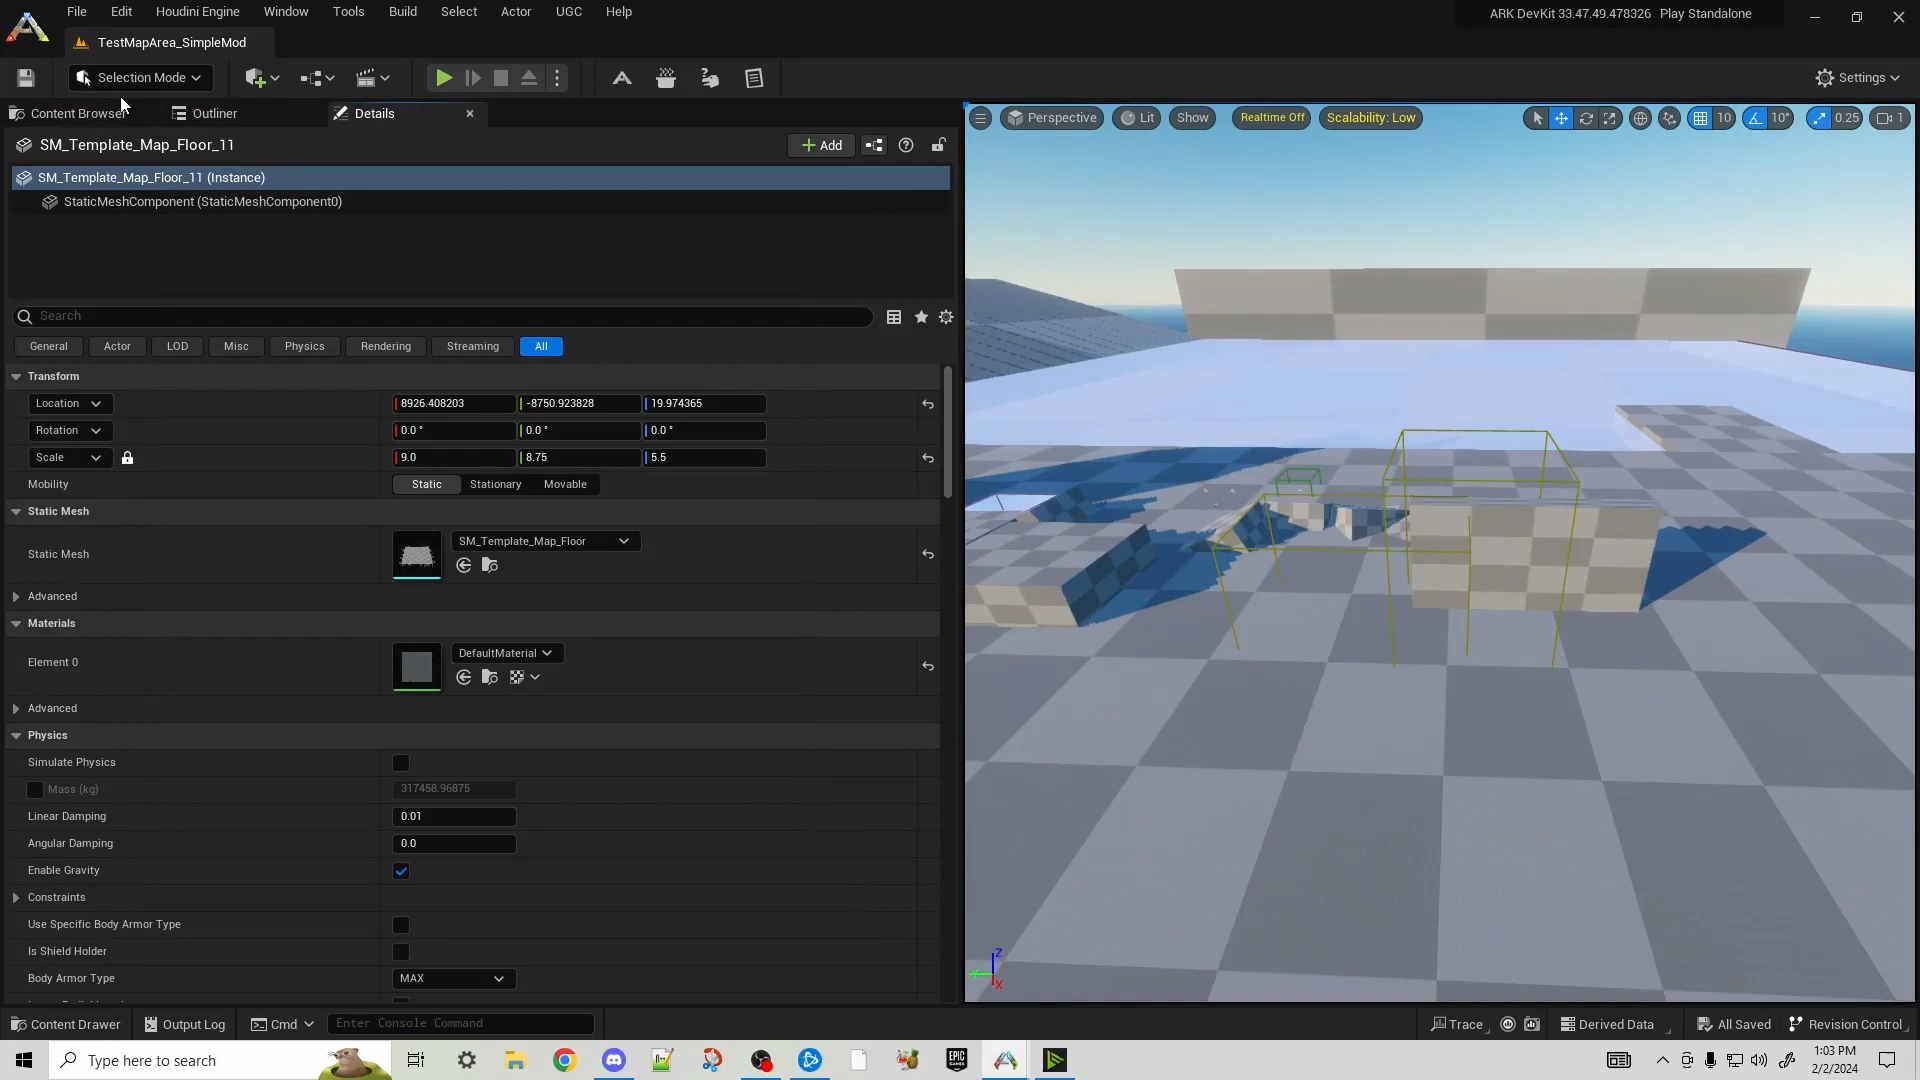 File Edit Houdini Engine Window Tools Build Select Actor UGC Help
ARK DevKit 33.47.49.478326 Play Standalone
TestMapArea_SimpleMod
Selection Mode
Settings
Content Browser
Outliner
Details
SM_Template_Map_Floor_11
Add
SM_Template_Map_Floor_11 (Instance)
StaticMeshComponent (StaticMeshComponent0)
Search
General Actor LOD Misc Physics Rendering Streaming All
Transform
Location 8926.408203 -8750.923828 19.974365
Rotation 0.0 ° 0.0 ° 0.0 °
Scale 9.0 8.75 5.5
Mobility Static Stationary Movable
Static Mesh
Static Mesh SM_Template_Map_Floor
Advanced
Materials
Element 0 DefaultMaterial
Advanced
Physics
Simulate Physics
Mass (kg) 317458.96875
Linear Damping 0.01
Angular Damping 0.0
Enable Gravity
Constraints
Use Specific Body Armor Type
Is Shield Holder
Body Armor Type MAX
Perspective Lit Show Realtime Off Scalability: Low 10 10° 0.25 1
Z
X
Content Drawer Output Log Cmd Enter Console Command
Trace Derived Data All Saved Revision Control
Type here to search
EPIC GAMES
1:03 PM
2/2/2024